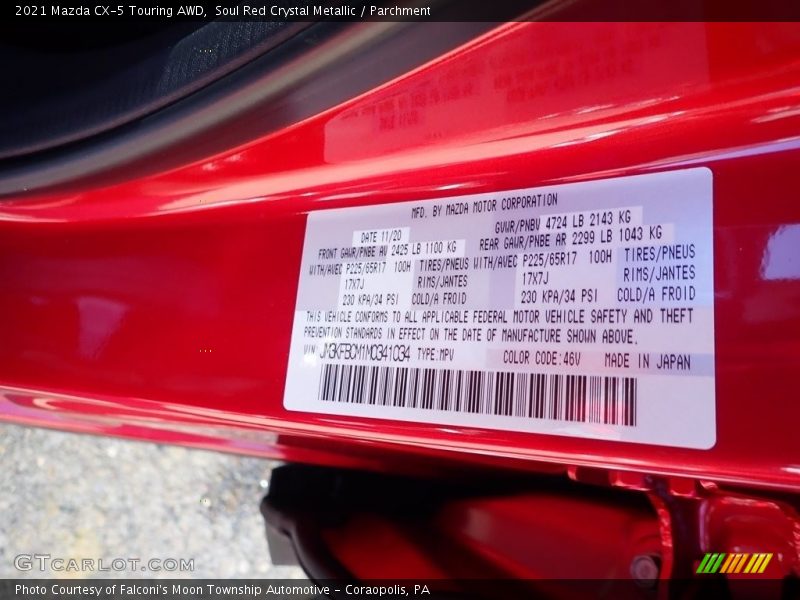 2021 Mazda CX-5 Touring AWD, Soul Red Crystal Metallic / Parchment
MFD. BY MAZDA MOTOR CORPORATION
DATE 11/20 GVWR/PNBV 4724 LB 2143 KG
FRONT GAWR/PNBE AV 2425 LB 1100 KG REAR GAWR/PNBE AR 2299 LB 1043 KG
WITH/AVEC P225/65R17 100H TIRES/PNEUS WITH/AVEC P225/65R17 100H TIRES/PNEUS
17X7J RIMS/JANTES 17X7J RIMS/JANTES
230 KPA/34 PSI COLD/A FROID 230 KPA/34 PSI COLD/A FROID
THIS VEHICLE CONFORMS TO ALL APPLICABLE FEDERAL MOTOR VEHICLE SAFETY AND THEFT
PREVENTION STANDARDS IN EFFECT ON THE DATE OF MANUFACTURE SHOWN ABOVE.
VIN: JM3KFBCM1M0341034 TYPE:MPV COLOR CODE:46V MADE IN JAPAN
GTCARLOT.COM
Photo Courtesy of Falconi's Moon Township Automotive - Coraopolis, PA